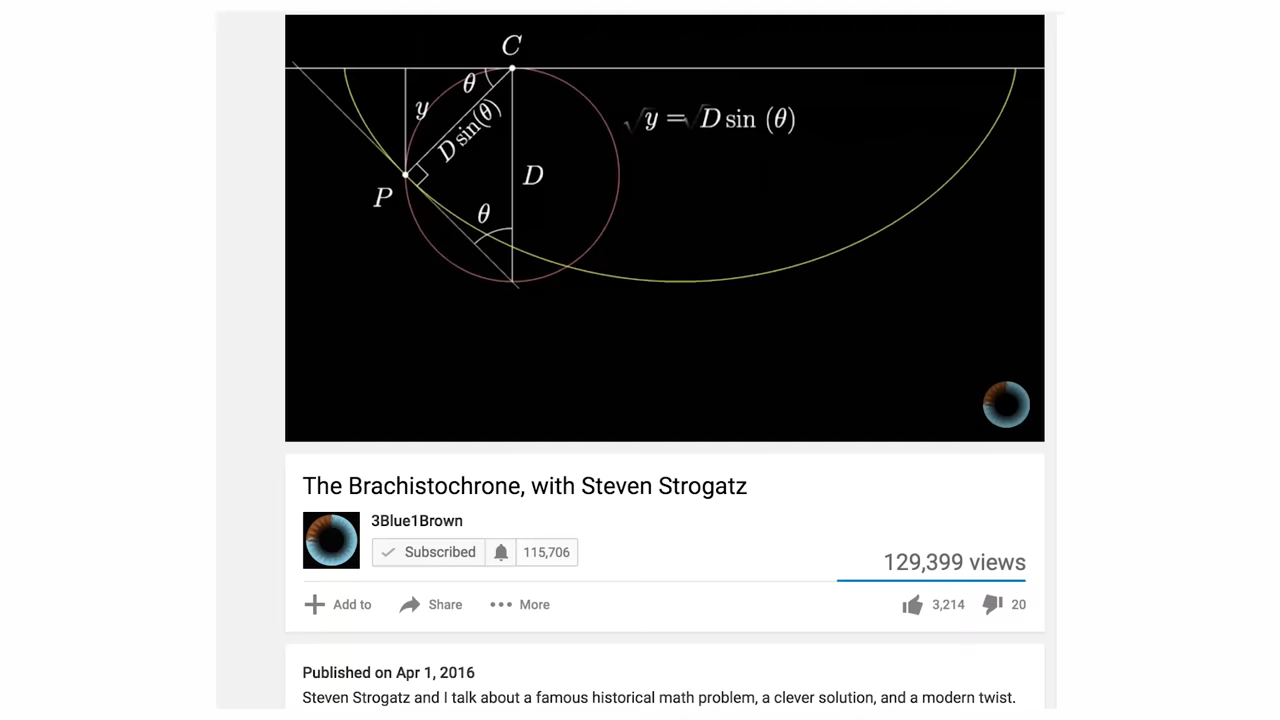 C
θ
y
D sin(θ)
√y = √D sin (θ)
P
D
θ
The Brachistochrone, with Steven Strogatz
3Blue1Brown
Subscribed 115,706
129,399 views
Add to Share More 3,214 20
Published on Apr 1, 2016
Steven Strogatz and I talk about a famous historical math problem, a clever solution, and a modern twist.